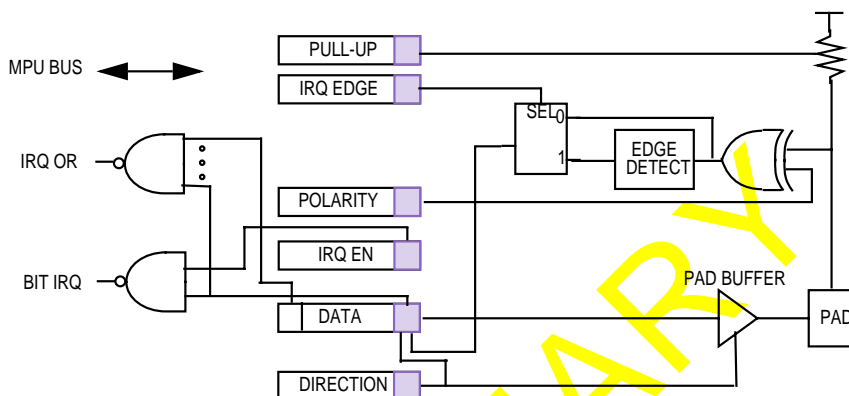 PULL-UP
MPU BUS
IRQ EDGE
SEL
0
EDGE
DETECT
IRQ OR
1
POLARITY
IRQ EN
BIT IRQ
PAD BUFFER
DATA
PAD
DIRECTION